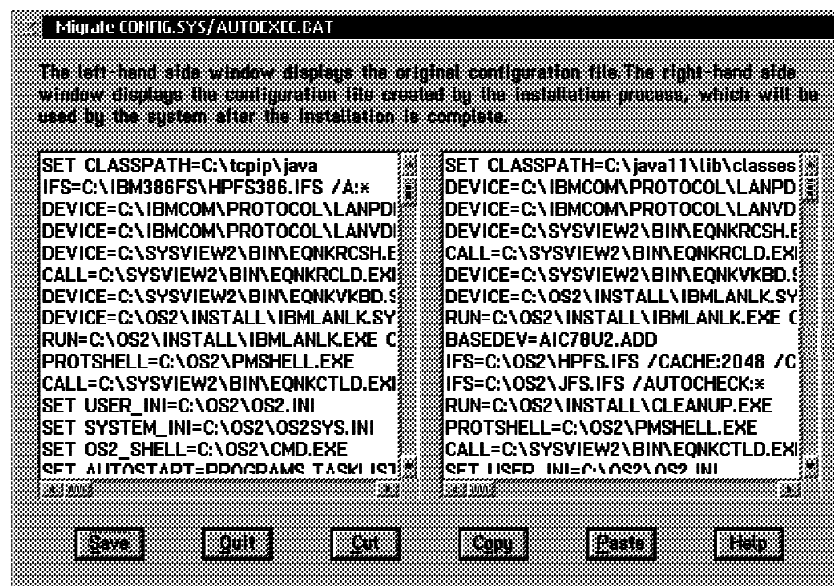 Migrate CONFIG.SYS/AUTOEXEC.BAT
The left-hand side window displays the original configuration file.The right-hand side
window displays the configuration file created by the installation process, which will be
used by the system after the installation is complete.
SET CLASSPATH=C:\tcpip\java
IFS=C:\IBM386FS\HPFS386.IFS /A:*
DEVICE=C:\IBMCOM\PROTOCOL\LANPD
DEVICE=C:\IBMCOM\PROTOCOL\LANVD
DEVICE=C:\SYSVIEW2\BIN\EQNKRCSH.E
CALL=C:\SYSVIEW2\BIN\EQNKRCLD.EX
DEVICE=C:\SYSVIEW2\BIN\EQNKVKBD.S
DEVICE=C:\OS2\INSTALL\IBMLANLK.SY
RUN=C:\OS2\INSTALL\IBMLANLK.EXE C
PROTSHELL=C:\OS2\PMSHELL.EXE
CALL=C:\SYSVIEW2\BIN\EQNKCTLD.EX
SET USER_INI=C:\OS2\OS2.INI
SET SYSTEM_INI=C:\OS2\OS2SYS.INI
SET OS2_SHELL=C:\OS2\CMD.EXE
SET AUTOSTART=PROGRAMS,TASKLIST
SET CLASSPATH=C:\java11\lib\classes
DEVICE=C:\IBMCOM\PROTOCOL\LANPD
DEVICE=C:\IBMCOM\PROTOCOL\LANVD
DEVICE=C:\SYSVIEW2\BIN\EQNKRCSH.E
CALL=C:\SYSVIEW2\BIN\EQNKRCLD.EX
DEVICE=C:\SYSVIEW2\BIN\EQNKVKBD.S
DEVICE=C:\OS2\INSTALL\IBMLANLK.SY
RUN=C:\OS2\INSTALL\IBMLANLK.EXE C
BASEDEV=AIC78U2.ADD
IFS=C:\OS2\HPFS.IFS /CACHE:2048 /C
IFS=C:\OS2\JFS.IFS /AUTOCHECK:*
RUN=C:\OS2\INSTALL\CLEANUP.EXE
PROTSHELL=C:\OS2\PMSHELL.EXE
CALL=C:\SYSVIEW2\BIN\EQNKCTLD.EX
SET USER_INI=C:\OS2\OS2.INI
Save Quit Cut Copy Paste Help